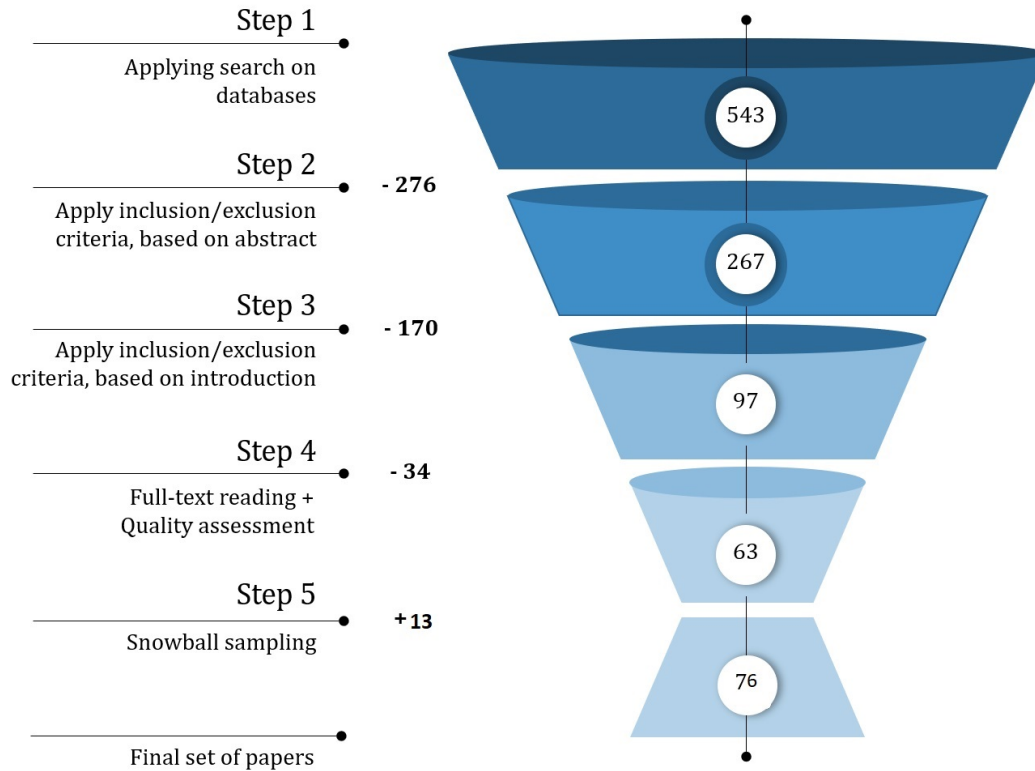 Step 1
Applying search on
databases
543
Step 2
- 276
Apply inclusion/exclusion
criteria, based on abstract
267
Step 3
- 170
Apply inclusion/exclusion
criteria, based on introduction
97
Step 4
- 34
Full-text reading +
Quality assessment
63
Step 5
+13
Snowball sampling
76
Final set of papers